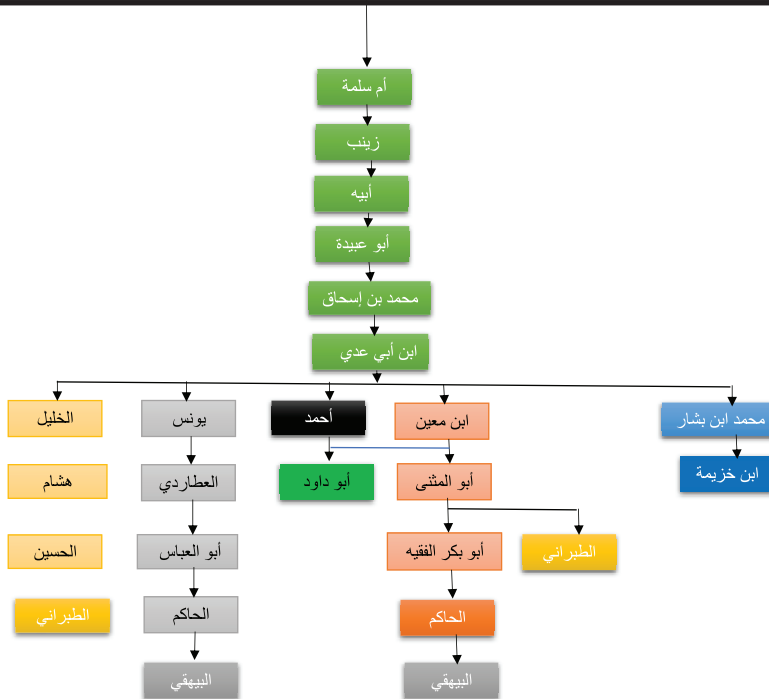 أم سلمة
زينب
أبيه
أبو عبيدة
محمد بن إسحاق
ابن أبي عدي
محمد ابن بشار
ابن معين
أحمد
يونس
الخليل
ابن خزيمة
أبو المثنى
أبو داود
العطاردي
هشام
الطبراني
أبو بكر الفقيه
أبو العباس
الحسين
الحاكم
الحاكم
الطبراني
البيهقي
البيهقي